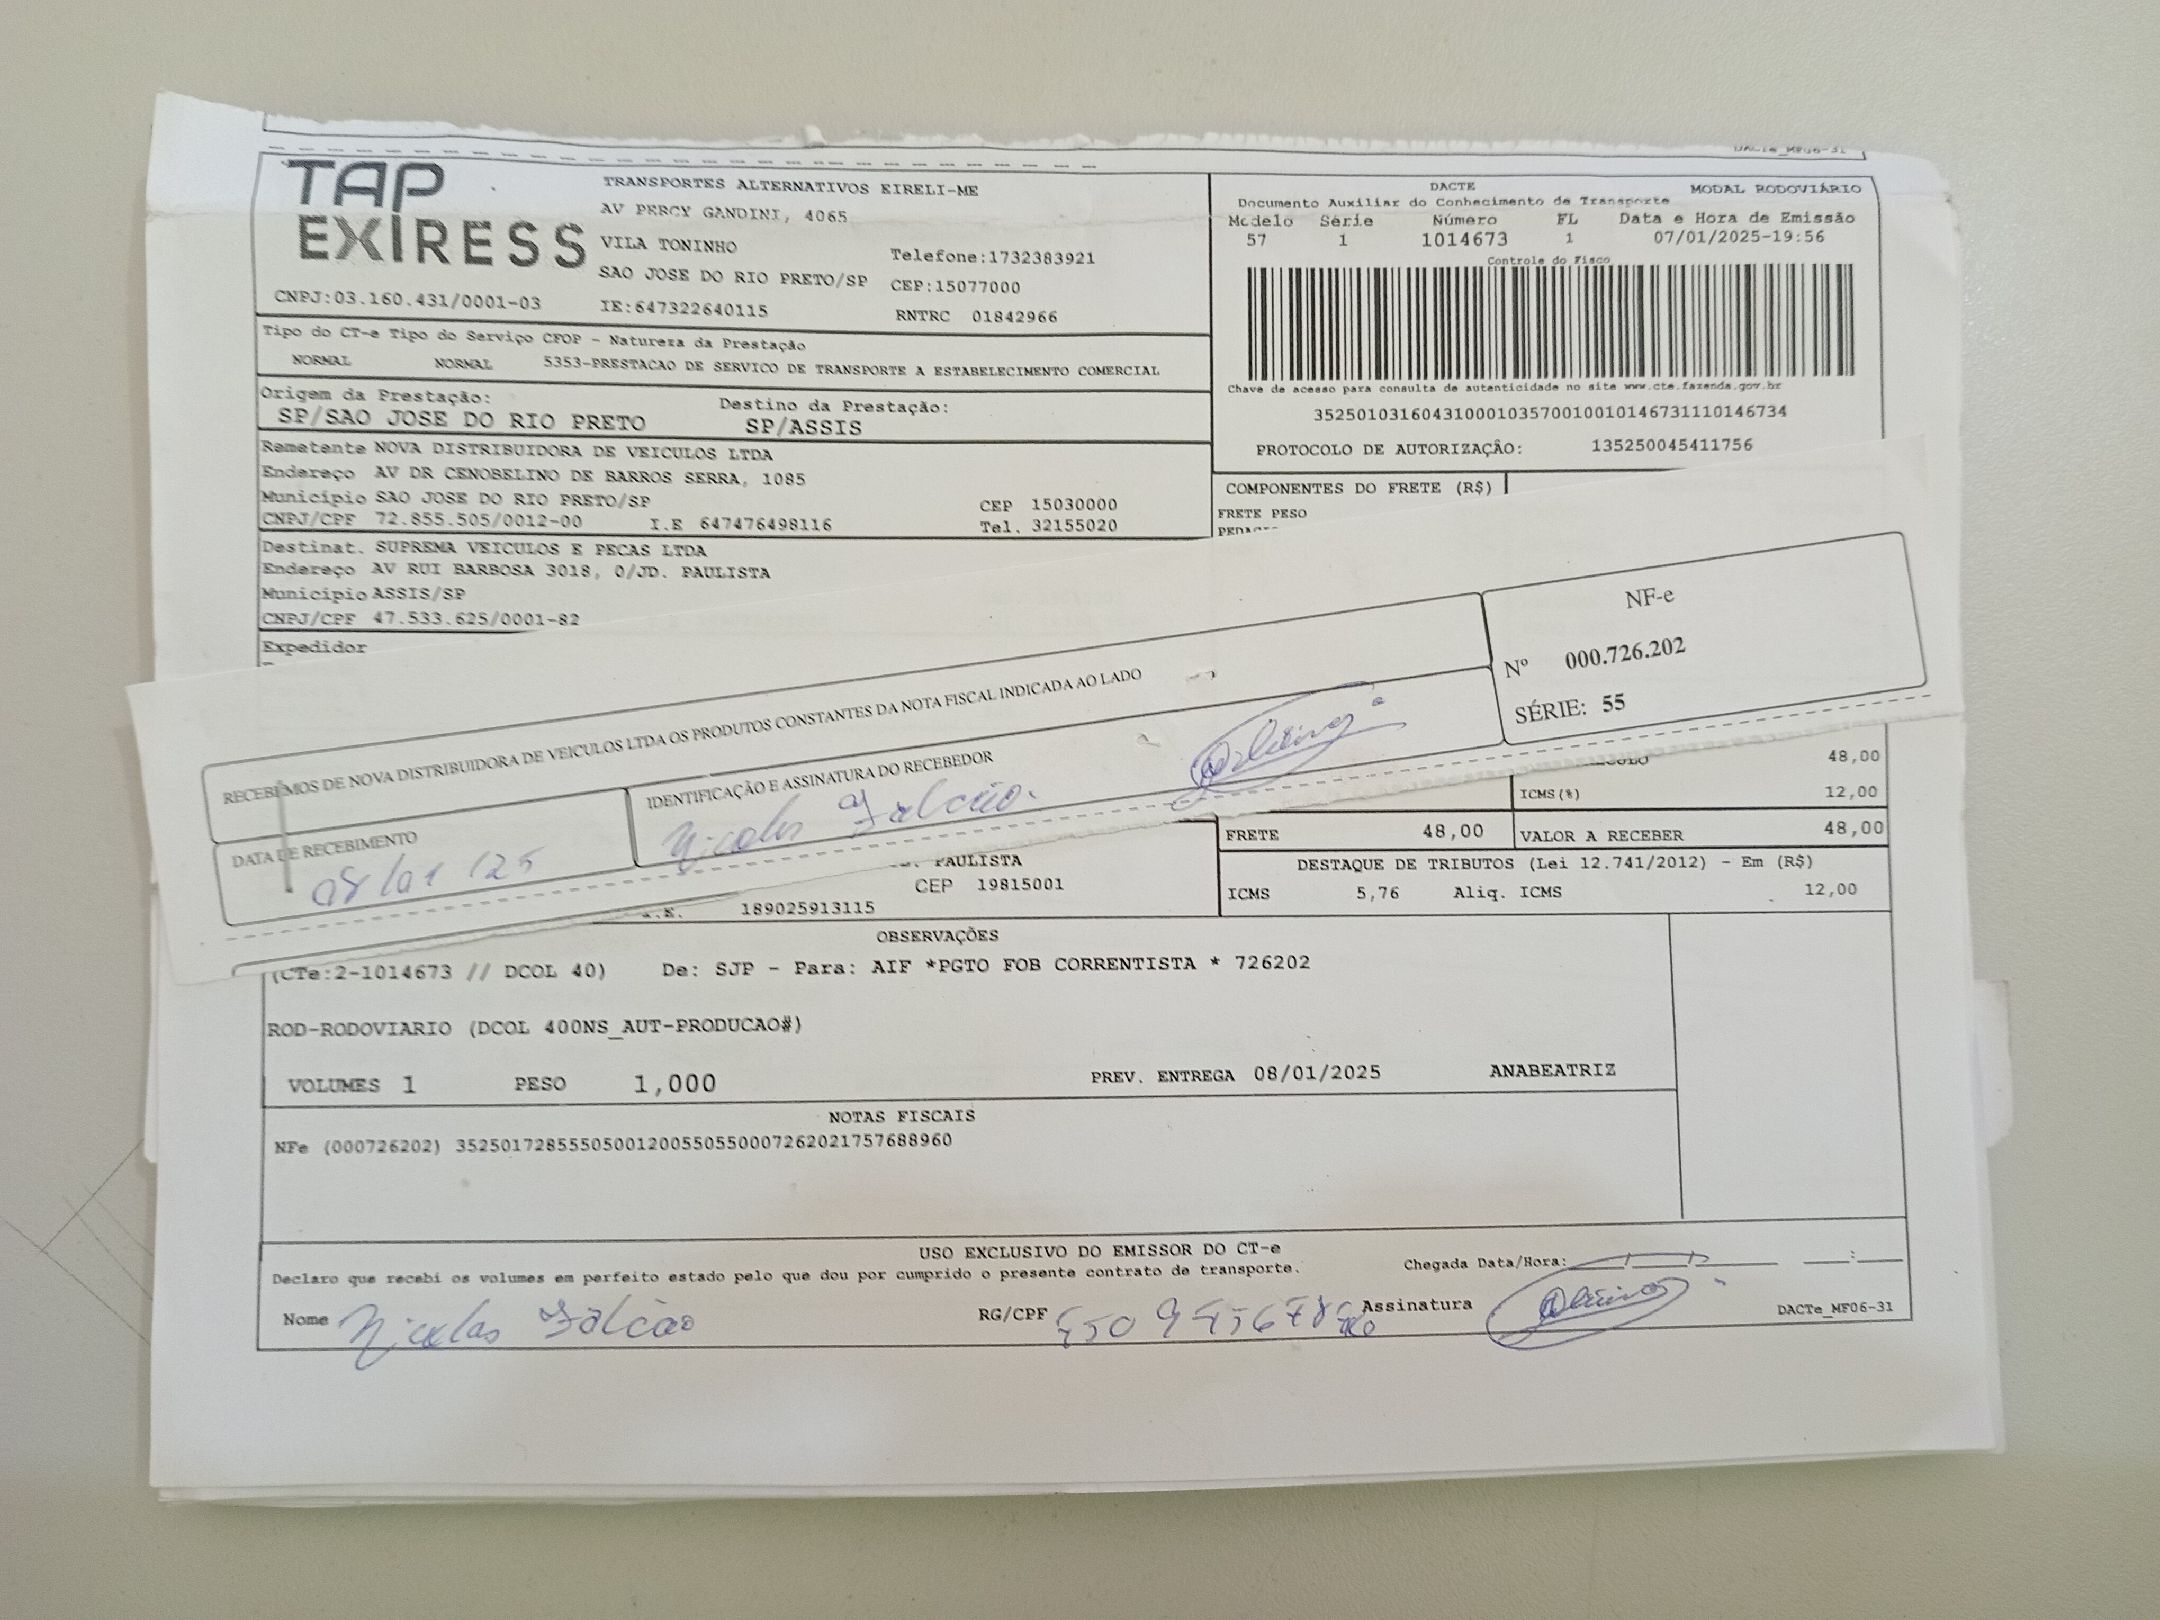 DACTe_MF06-31
TAP
EXPRESS
TRANSPORTES ALTERNATIVOS EIRELI-ME
AV PERCY GANDINI, 4065
VILA TONINHO
Telefone:1732383921
SAO JOSE DO RIO PRETO/SP
CEP:15077000
CNPJ:03.160.431/0001-03
IE:647322640115
RNTRC 01842966
DACTE
MODAL RODOVIÁRIO
Documento Auxiliar do Conhecimento de Transporte
Modelo Série Número FL Data e Hora de Emissão
57 1 1014673 1 07/01/2025-19:56
Controle do Fisco
Chave de acesso para consulta de autenticidade no site www.cte.fazenda.gov.br
35250103160431000103570010010146731110146734
PROTOCOLO DE AUTORIZAÇÃO: 135250045411756
Tipo do CT-e Tipo do Serviço CFOP - Natureza da Prestação
NORMAL NORMAL 5353-PRESTACAO DE SERVICO DE TRANSPORTE A ESTABELECIMENTO COMERCIAL
Origem da Prestação: Destino da Prestação:
SP/SAO JOSE DO RIO PRETO SP/ASSIS
Remetente NOVA DISTRIBUIDORA DE VEICULOS LTDA
Endereço AV DR CENOBELINO DE BARROS SERRA, 1085
Município SAO JOSE DO RIO PRETO/SP CEP 15030000
CNPJ/CPF 72.855.505/0012-00 I.E 647476498116 Tel. 32155020
Destinat. SUPREMA VEICULOS E PECAS LTDA
Endereço AV RUI BARBOSA 3018, 0/JD. PAULISTA
Município ASSIS/SP
CNPJ/CPF 47.533.625/0001-82
Expedidor
COMPONENTES DO FRETE (R$)
FRETE PESO
RECEBEMOS DE NOVA DISTRIBUIDORA DE VEICULOS LTDA OS PRODUTOS CONSTANTES DA NOTA FISCAL INDICADA AO LADO
DATA DE RECEBIMENTO
08/01/25
IDENTIFICAÇÃO E ASSINATURA DO RECEBEDOR
Nicolas Falcão.
NF-e
Nº 000.726.202
SÉRIE: 55
48,00
ICMS(%) 12,00
FRETE 48,00 VALOR A RECEBER 48,00
DESTAQUE DE TRIBUTOS (Lei 12.741/2012) - Em (R$)
ICMS 5,76 Aliq. ICMS 12,00
PAULISTA
CEP 19815001
I.E. 189025913115
OBSERVAÇÕES
(CTe:2-1014673 // DCOL 40) De: SJP - Para: AIF *PGTO FOB CORRENTISTA * 726202
ROD-RODOVIARIO (DCOL 400NS_AUT-PRODUCAO#)
VOLUMES 1 PESO 1,000 PREV. ENTREGA 08/01/2025 ANABEATRIZ
NOTAS FISCAIS
NFe (000726202) 35250172855505001200550550007262021757688960
USO EXCLUSIVO DO EMISSOR DO CT-e
Declaro que recebi os volumes em perfeito estado pelo que dou por cumprido o presente contrato de transporte.
Chegada Data/Hora:
Nome Nicolas Falcão RG/CPF Assinatura
DACTe_MF06-31